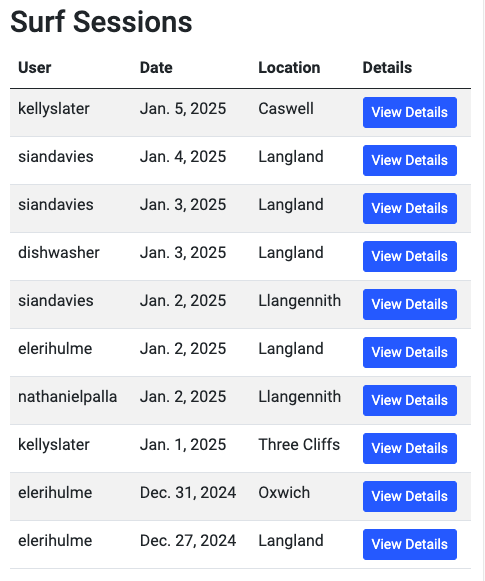 Surf Sessions
User Date Location Details
kellyslater Jan. 5, 2025 Caswell View Details
siandavies Jan. 4, 2025 Langland View Details
siandavies Jan. 3, 2025 Langland View Details
dishwasher Jan. 3, 2025 Langland View Details
siandavies Jan. 2, 2025 Llangennith View Details
elerihulme Jan. 2, 2025 Langland View Details
nathanielpalla Jan. 2, 2025 Llangennith View Details
kellyslater Jan. 1, 2025 Three Cliffs View Details
elerihulme Dec. 31, 2024 Oxwich View Details
elerihulme Dec. 27, 2024 Langland View Details